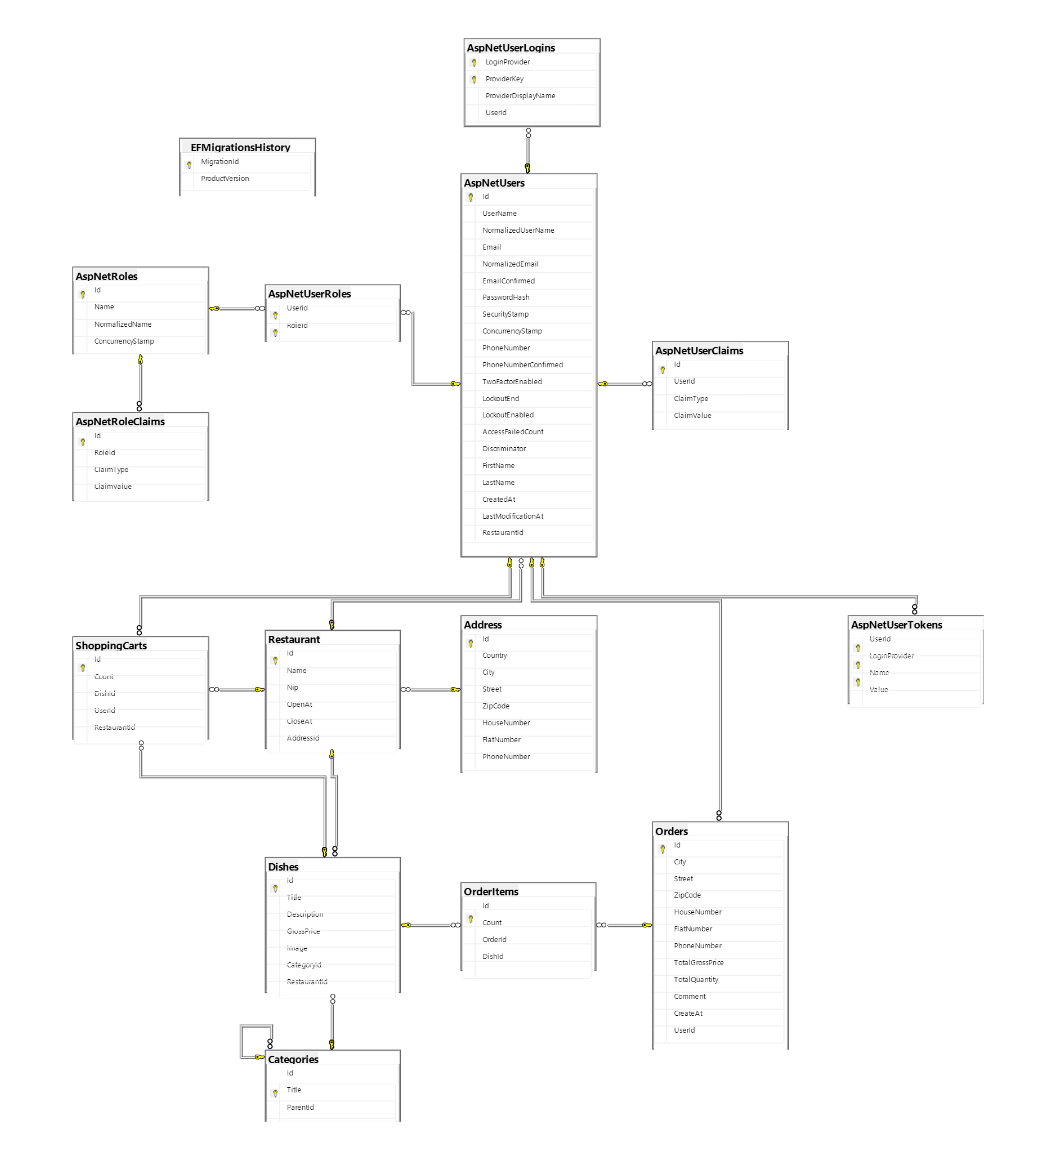 AspNetUserLogins
LoginProvider
ProviderKey
ProviderDisplayName
UserId
EFMigrationsHistory
MigrationId
ProductVersion
AspNetUsers
Id
UserName
NormalizedUserName
Email
NormalizedEmail
EmailConfirmed
PasswordHash
SecurityStamp
ConcurrencyStamp
PhoneNumber
PhoneNumberConfirmed
TwoFactorEnabled
LockoutEnd
LockoutEnabled
AccessFailedCount
Discriminator
FirstName
LastName
CreatedAt
LastModificationAt
RestaurantId
AspNetRoles
Id
Name
NormalizedName
ConcurrencyStamp
AspNetUserRoles
UserId
RoleId
AspNetUserClaims
Id
UserId
ClaimType
ClaimValue
AspNetRoleClaims
Id
RoleId
ClaimType
ClaimValue
ShoppingCarts
Id
Count
DishId
UserId
RestaurantId
Restaurant
Id
Name
Nip
OpenAt
CloseAt
AddressId
Address
Id
Country
City
Street
ZipCode
HouseNumber
FlatNumber
PhoneNumber
AspNetUserTokens
UserId
LoginProvider
Name
Value
Dishes
Id
Title
Description
GrossPrice
Image
CategoryId
RestaurantId
OrderItems
Id
Count
OrderId
DishId
Orders
Id
City
Street
ZipCode
HouseNumber
FlatNumber
PhoneNumber
TotalGrossPrice
TotalQuantity
Comment
CreateAt
UserId
Categories
Id
Title
ParentId